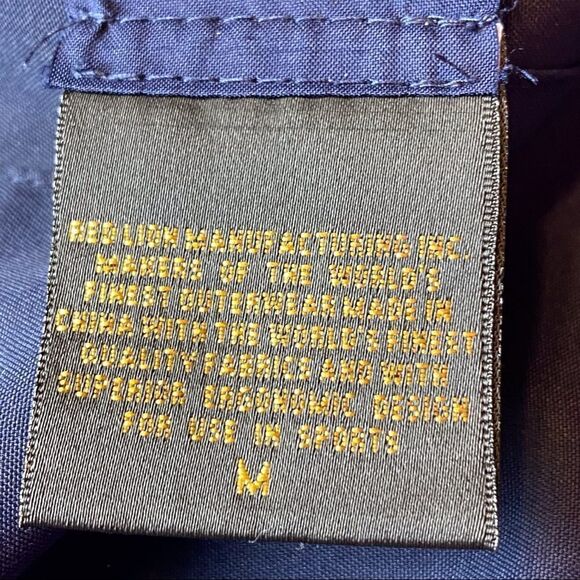 RED LION MANUFACTURING INC.
MAKERS OF THE WORLD'S
FINEST OUTERWEAR MADE IN
CHINA WITH THE WORLD'S FINEST
QUALITY FABRICS AND WITH
SUPERIOR ERGONOMIC DESIGN
FOR USE IN SPORTS
M